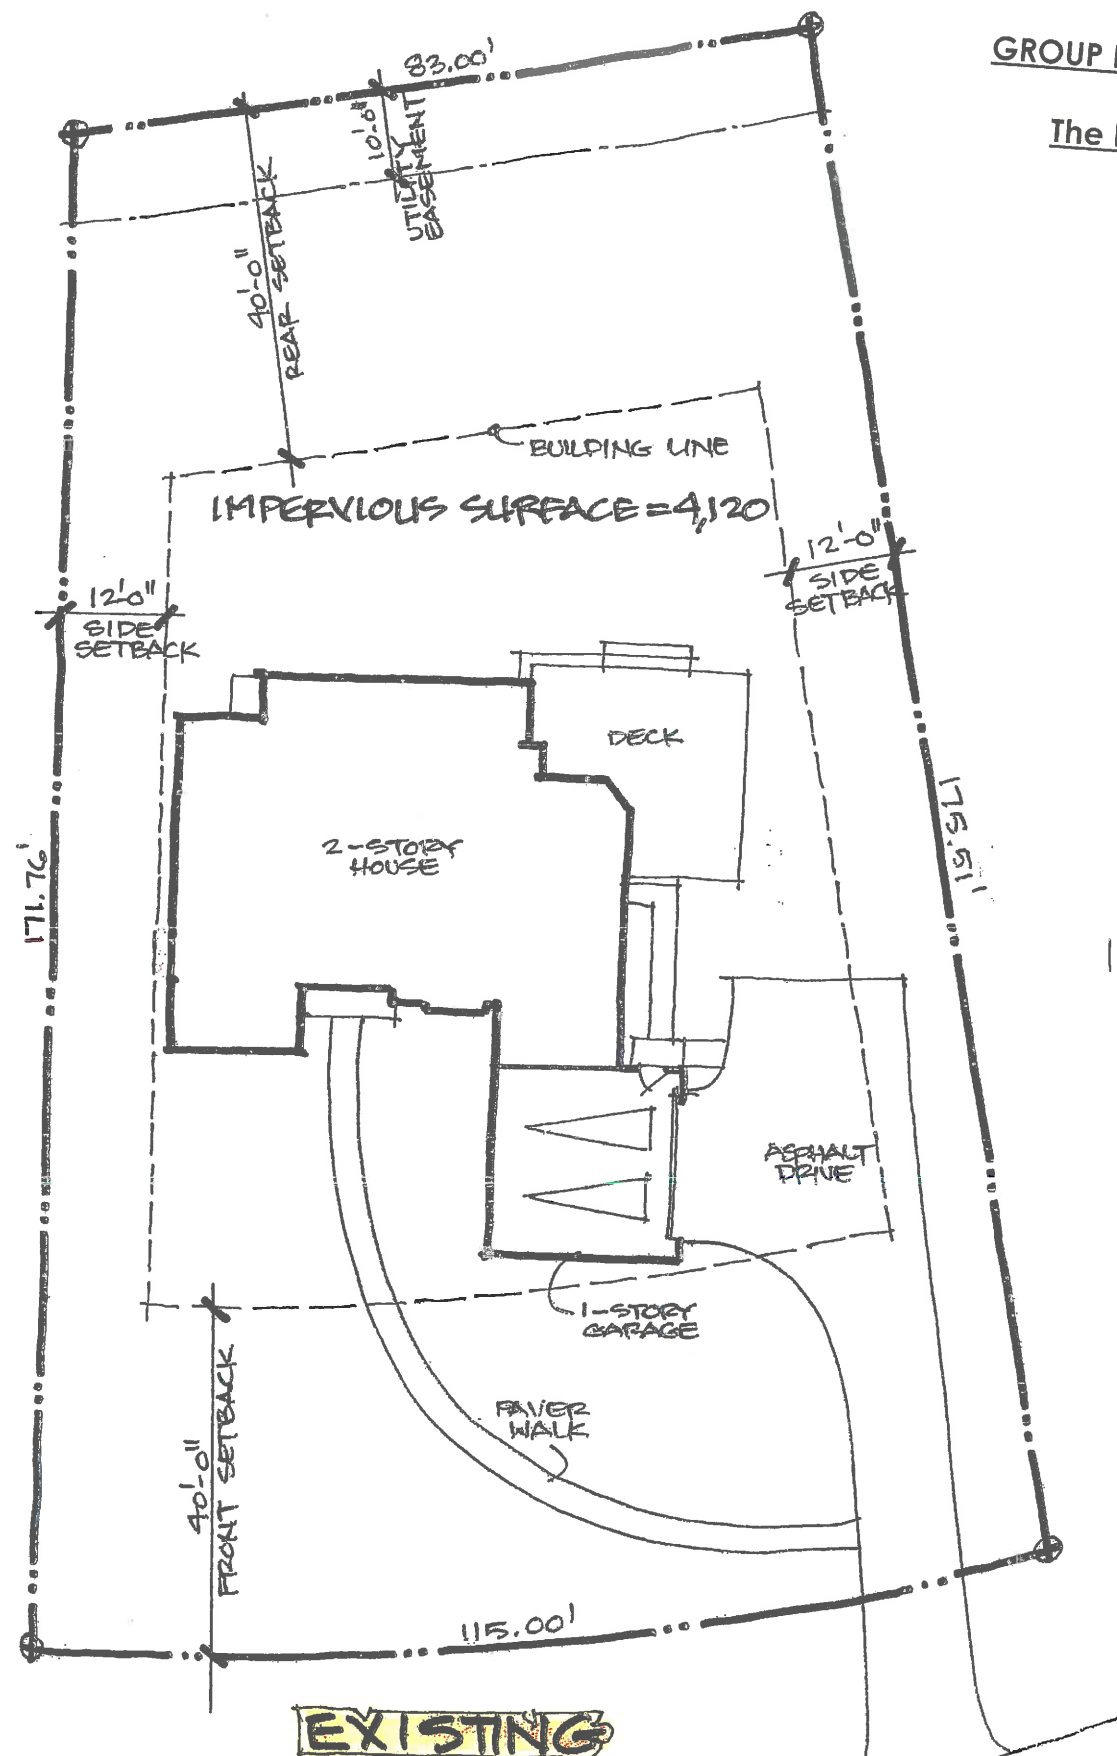 GROUP
The
83.00'
10'-0"
UTILITY
EASEMENT
40'-0"
REAR SETBACK
BUILDING LINE
IMPERVIOUS SURFACE = 4,120
12'-0"
SIDE
SETBACK
12'0"
SIDE
SETBACK
DECK
2-STORY
HOUSE
171.76'
175.51'
ASPHALT
DRIVE
1-STORY
GARAGE
PAVER
WALK
40'-0"
FRONT SETBACK
115.00'
EXISTING